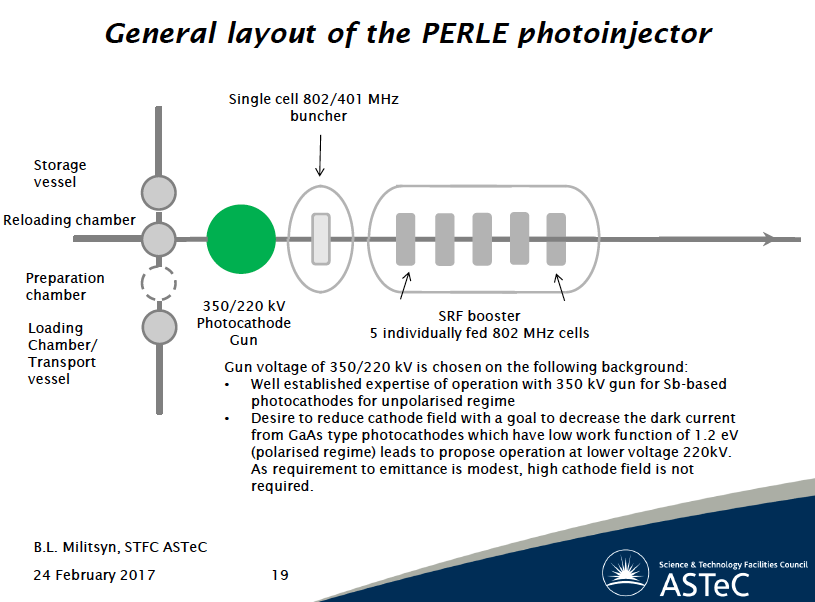 General layout of the PERLE photoinjector
Single cell 802/401 MHz
buncher
Storage
vessel
Reloading chamber
Preparation
chamber
Loading
Chamber/
Transport
vessel
350/220 kV
Photocathode
Gun
SRF booster
5 individually fed 802 MHz cells
Gun voltage of 350/220 kV is chosen on the following background:
• Well established expertise of operation with 350 kV gun for Sb-based
photocathodes for unpolarised regime
• Desire to reduce cathode field with a goal to decrease the dark current
from GaAs type photocathodes which have low work function of 1.2 eV
(polarised regime) leads to propose operation at lower voltage 220kV.
As requirement to emittance is modest, high cathode field is not
required.
B.L. Militsyn, STFC ASTeC
24 February 2017
19
Science & Technology Facilities Council
ASTeC